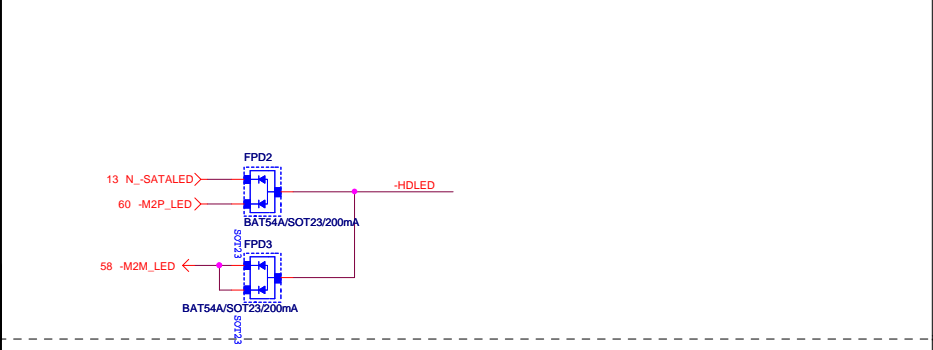 FPD2
13 N_-SATALED
-HDLED
60 -M2P_LED
BAT54A/SOT23/200mA
SOT23
FPD3
58 -M2M_LED
BAT54A/SOT23/200mA
SOT23